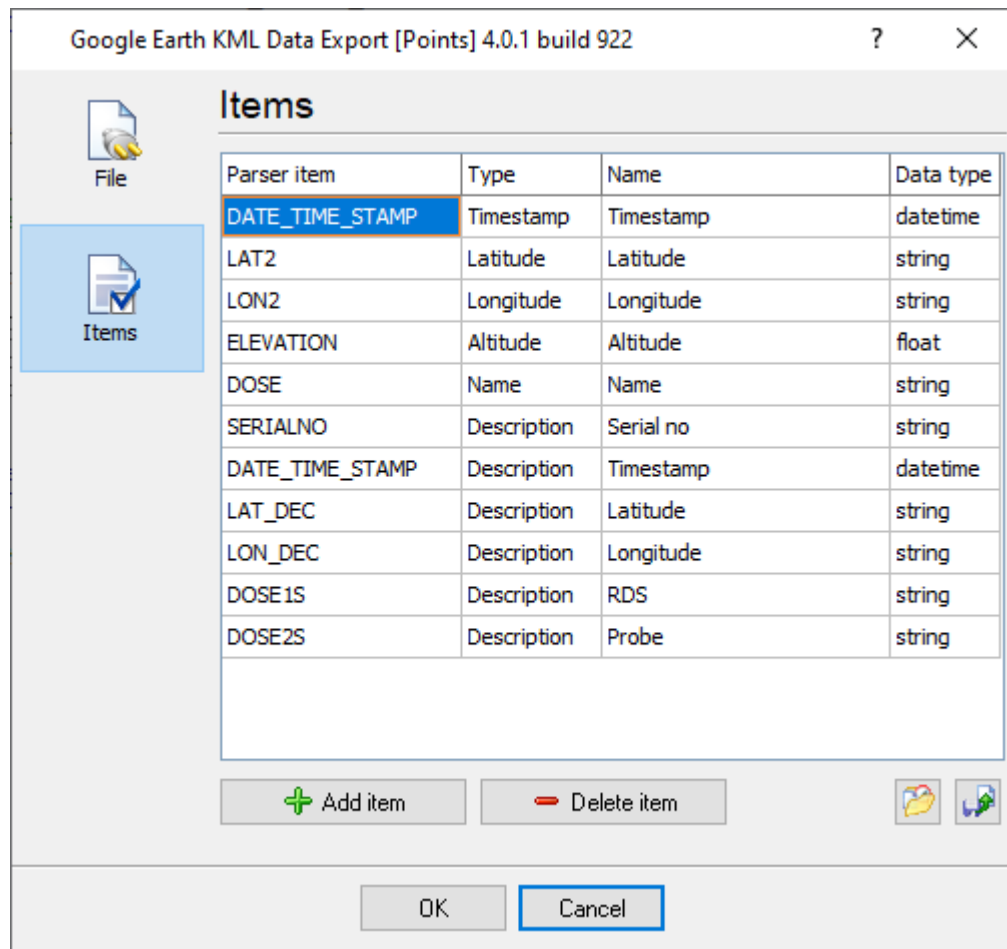 Google Earth KML Data Export [Points] 4.0.1 build 922 ?
File
Items
Items
Parser item Type Name Data type
DATE_TIME_STAMP Timestamp Timestamp datetime
LAT2 Latitude Latitude string
LON2 Longitude Longitude string
ELEVATION Altitude Altitude float
DOSE Name Name string
SERIALNO Description Serial no string
DATE_TIME_STAMP Description Timestamp datetime
LAT_DEC Description Latitude string
LON_DEC Description Longitude string
DOSE1S Description RDS string
DOSE2S Description Probe string
Add item Delete item
OK Cancel